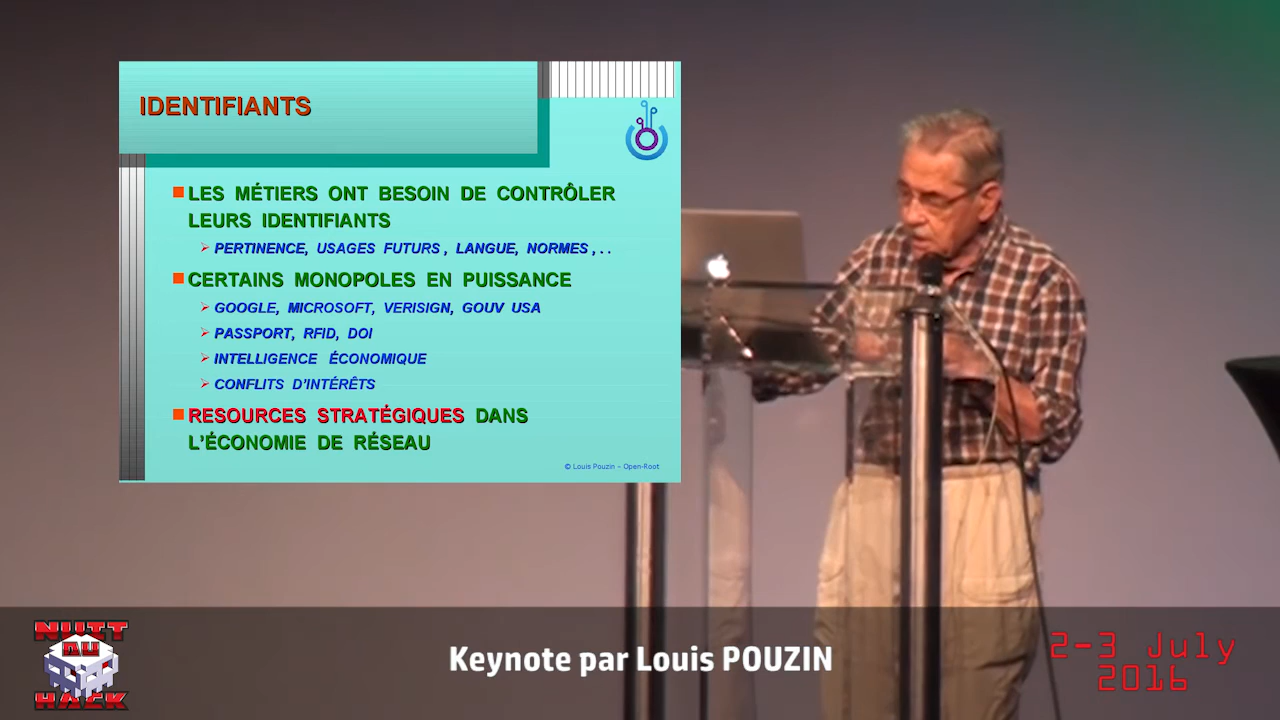 IDENTIFIANTS
LES MÉTIERS ONT BESOIN DE CONTRÔLER
LEURS IDENTIFIANTS
PERTINENCE, USAGES FUTURS , LANGUE, NORMES , . .
CERTAINS MONOPOLES EN PUISSANCE
GOOGLE, MICROSOFT, VERISIGN, GOUV USA
PASSPORT, RFID, DOI
INTELLIGENCE ÉCONOMIQUE
CONFLITS D'INTÉRÊTS
RESOURCES STRATÉGIQUES DANS
L'ÉCONOMIE DE RÉSEAU
© Louis Pouzin – Open-Root
NUIT
DU
HACK
Keynote par Louis POUZIN
2-3 July
2016